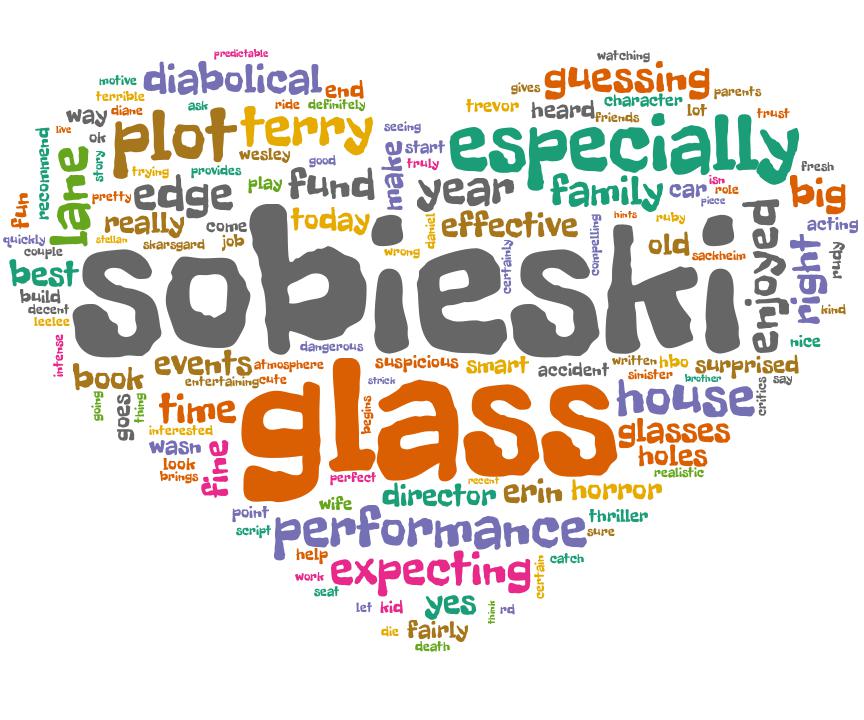 predictable
watching
motive
diabolical
end
guessing
gives
parents
terrible
ask
ride
definitely
trevor
heard
character
lot
friends
trust
way
diane
plot
terry
especially
live
ok
seeing
recommend
lane
story
wesley
good
make
start
truly
trying
provides
fresh
pretty
edge
play
fund
year
family
car
isn
role
piece
big
fun
really
come
today
daniel
effective
hints
ruby
acting
quickly
stellan
skarsgard
job
wrong
certainly
compelling
old
sackheim
enjoyed
right
rudy
couple
best
sobieski
build
decent
leelee
kind
intense
dangerous
nice
book
events
atmosphere
suspicious
smart
accident
written
hbo
surprised
entertaining
cute
strick
sinister
brother
critics
say
going
goes
thing
time
glass
begins
house
interested
glasses
wasn
fine
holes
look
brings
perfect
recent
realistic
wife
director
erin
horror
point
script
performance
thriller
sure
help
expecting
certain
catch
work
seat
let
kid
yes
think
rd
die
fairly
death